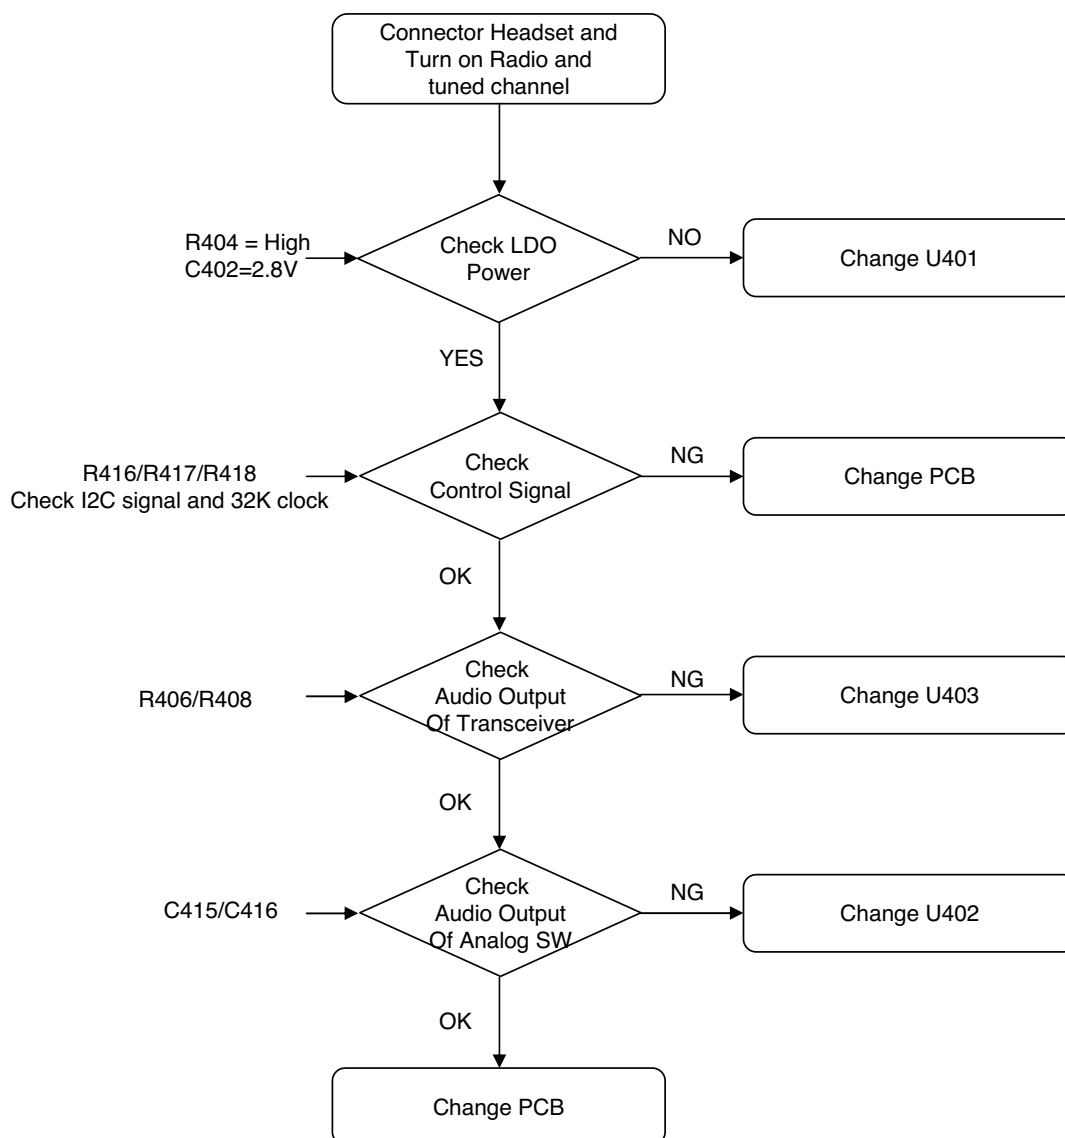 Connector Headset and
Turn on Radio and
tuned channel
R404 = High
C402=2.8V
Check LDO
Power
NO
Change U401
YES
R416/R417/R418
Check I2C signal and 32K clock
Check
Control Signal
NG
Change PCB
OK
R406/R408
Check
Audio Output
Of Transceiver
NG
Change U403
OK
C415/C416
Check
Audio Output
Of Analog SW
NG
Change U402
OK
Change PCB